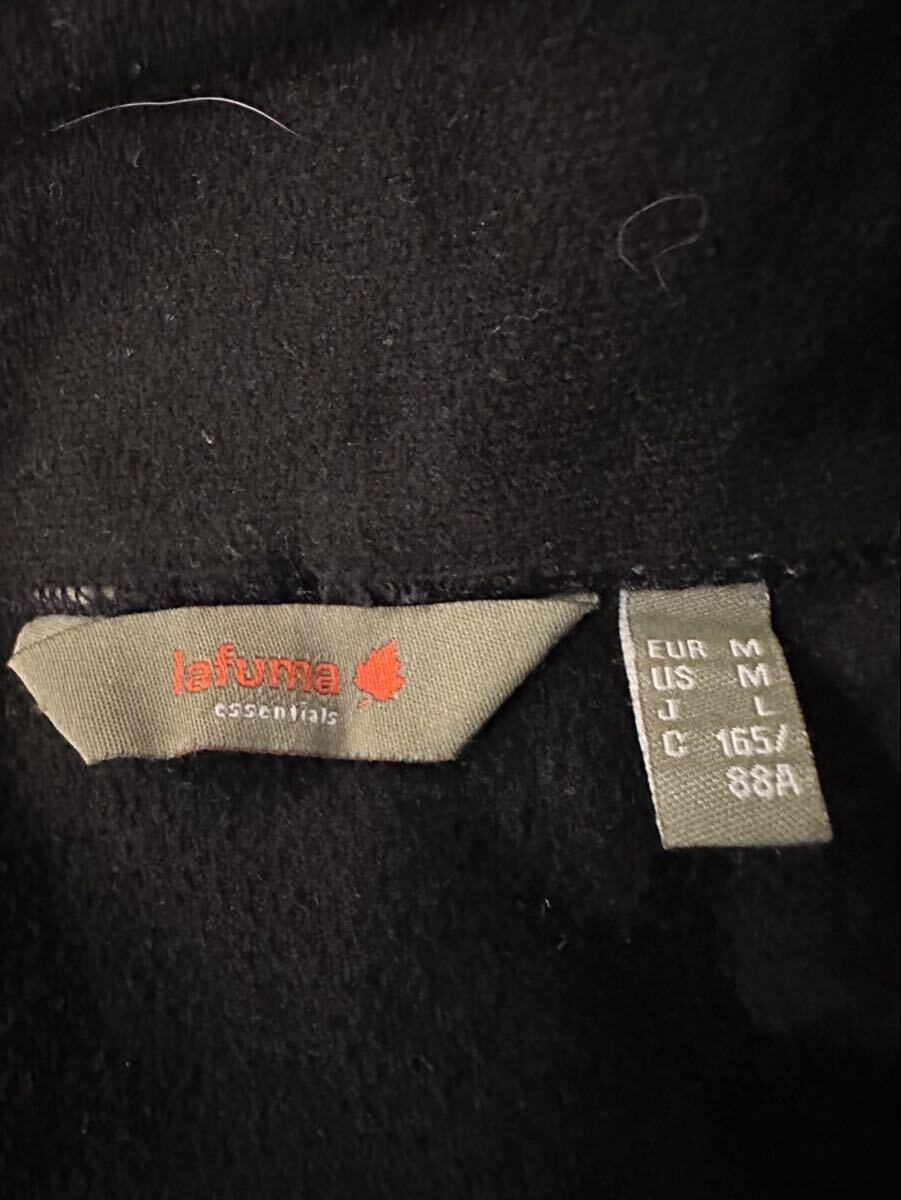 lafuma
essentials
EUR M
US M
J L
C 165/
88A